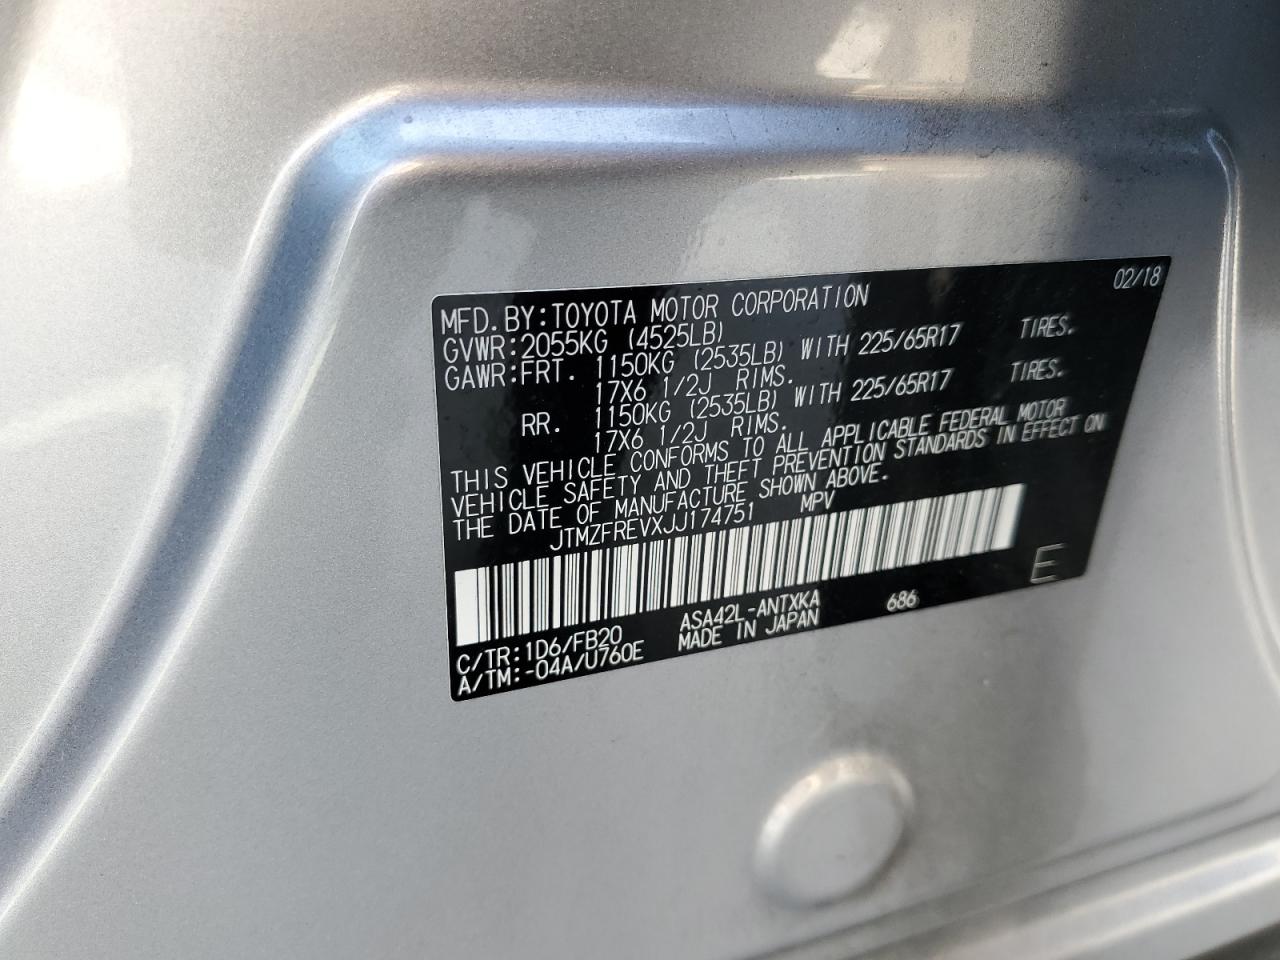 02/18
MFD.BY:TOYOTA MOTOR CORPORATION
GVWR:2055KG (4525LB)
GAWR:FRT. 1150KG (2535LB) WITH 225/65R17 TIRES.
17X6 1/2J RIMS.
RR. 1150KG (2535LB) WITH 225/65R17 TIRES.
17X6 1/2J RIMS.
THIS VEHICLE CONFORMS TO ALL APPLICABLE FEDERAL MOTOR
VEHICLE SAFETY AND THEFT PREVENTION STANDARDS IN EFFECT ON
THE DATE OF MANUFACTURE SHOWN ABOVE.
JTMZFREVXJJ174751 MPV
C/TR:1D6/FB20 ASA42L-ANTXKA 686 E
A/TM:-04A/U760E MADE IN JAPAN